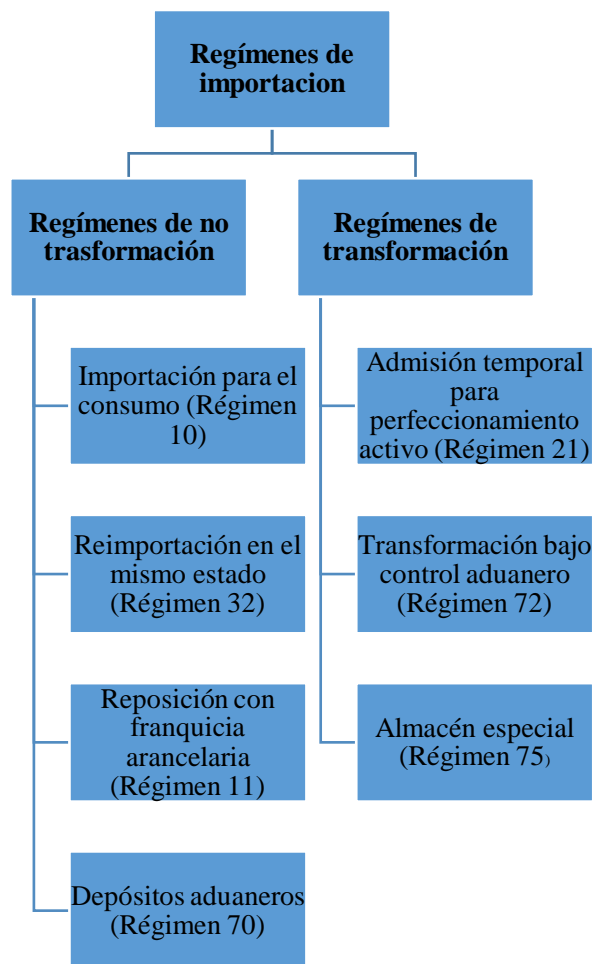 Regímenes de
importacion
Regímenes de no
trasformación
Importación para el
consumo (Régimen
10)
Reimportación en el
mismo estado
(Régimen 32)
Reposición con
franquicia
arancelaria
(Régimen 11)
Depósitos aduaneros
(Régimen 70)
Regímenes de
transformación
Admisión temporal
para
perfeccionamiento
activo (Régimen 21)
Transformación bajo
control aduanero
(Régimen 72)
Almacén especial
(Régimen 75)